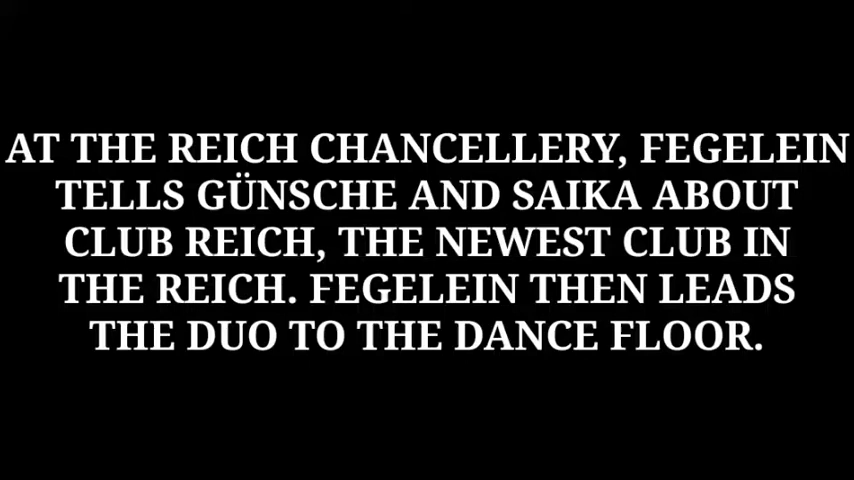 AT THE REICH CHANCELLERY, FEGELEIN
TELLS GÜNSCHE AND SAIKA ABOUT
CLUB REICH, THE NEWEST CLUB IN
THE REICH. FEGELEIN THEN LEADS
THE DUO TO THE DANCE FLOOR.